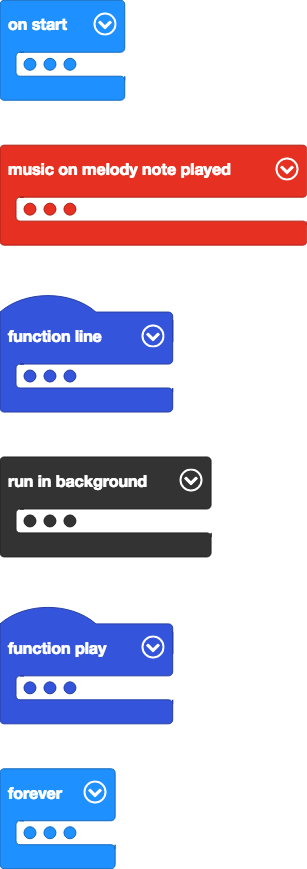 on start
music on melody note played
function line
run in background
function play
forever